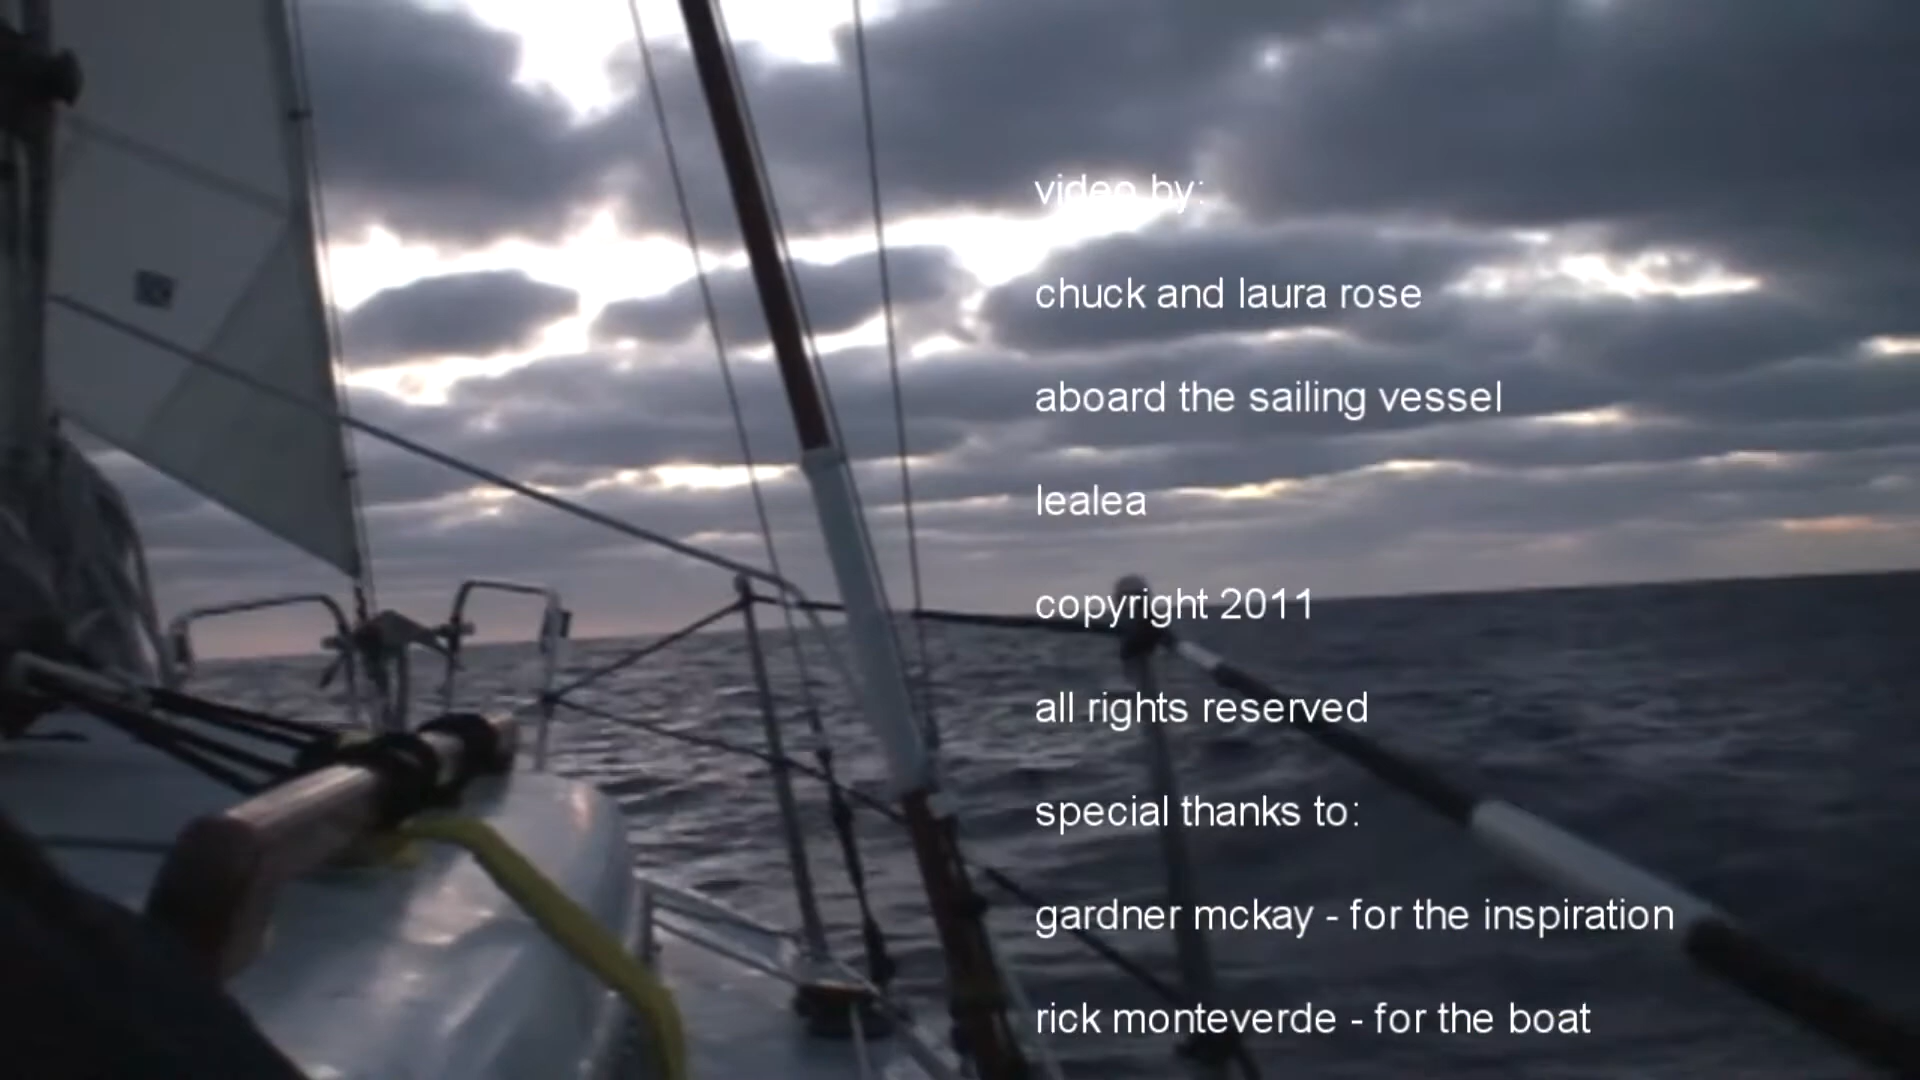 video by:
chuck and laura rose
aboard the sailing vessel
lealea
copyright 2011
all rights reserved
special thanks to:
gardner mckay - for the inspiration
rick monteverde - for the boat